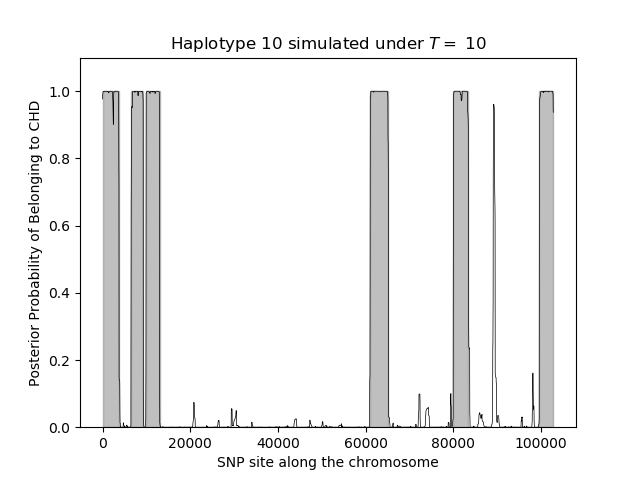 Haplotype 10 simulated under T = 10
Posterior Probability of Belonging to CHD
1.0
0.8
0.6
0.4
0.2
0.0
0 20000 40000 60000 80000 100000
SNP site along the chromosome